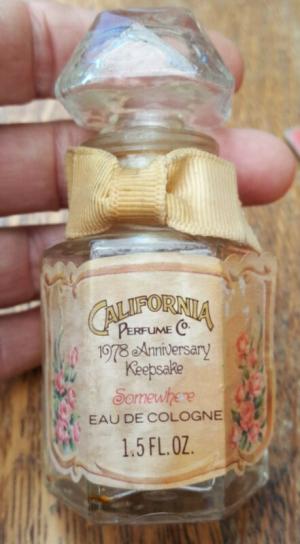 CALIFORNIA
PERFUME CO.
1978 Anniversary
Keepsake
Somewhere
EAU DE COLOGNE
1.5 FL. OZ.